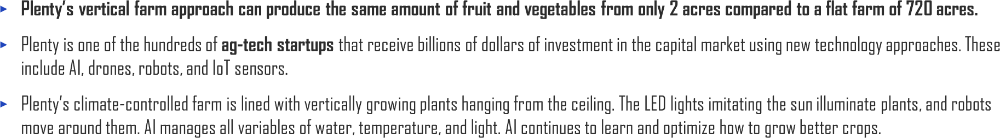 ▸ Plenty's vertical farm approach can produce the same amount of fruit and vegetables from only 2 acres compared to a flat farm of 720 acres.
▸ Plenty is one of the hundreds of ag-tech startups that receive billions of dollars of investment in the capital market using new technology approaches. These
include AI, drones, robots, and IoT sensors.
▸ Plenty's climate-controlled farm is lined with vertically growing plants hanging from the ceiling. The LED lights imitating the sun illuminate plants, and robots
move around them. AI manages all variables of water, temperature, and light. AI continues to learn and optimize how to grow better crops.